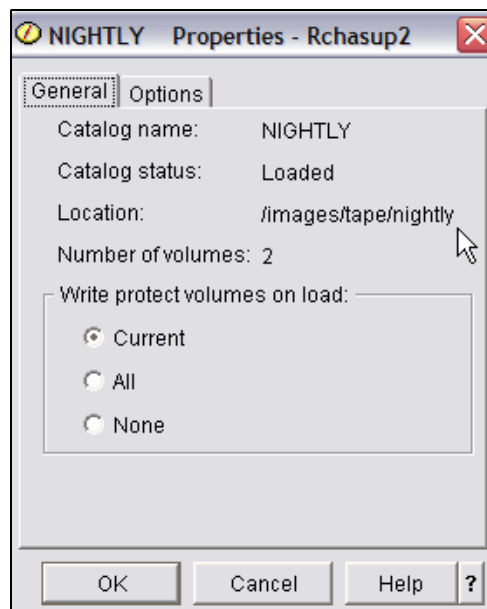 NIGHTLY Properties - Rchasup2
General Options
Catalog name: NIGHTLY
Catalog status: Loaded
Location: /images/tape/nightly
Number of volumes: 2
Write protect volumes on load:
Current
All
None
OK Cancel Help ?